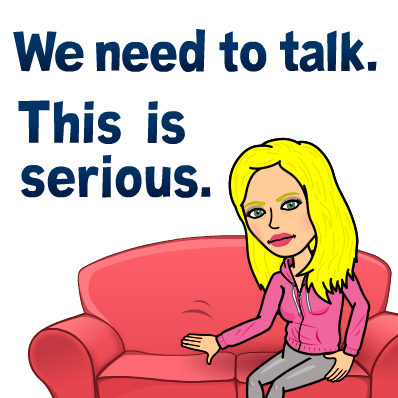 We need to talk.
This is
serious.